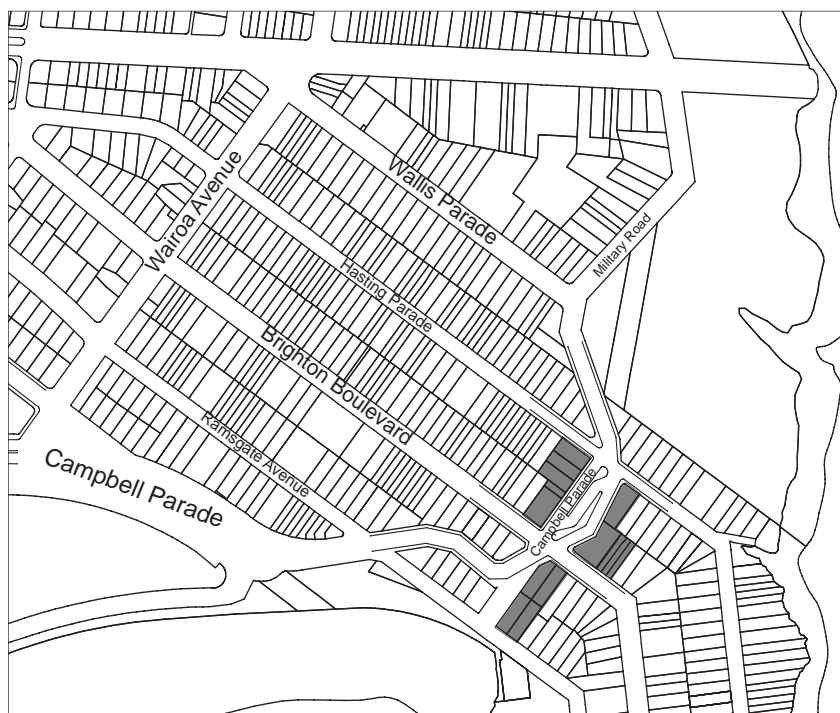 Wallis Parade
Wairoa Avenue
Military Road
Hasting Parade
Brighton Boulevard
Ramsgate Avenue
Campbell Parade
Campbell Parade